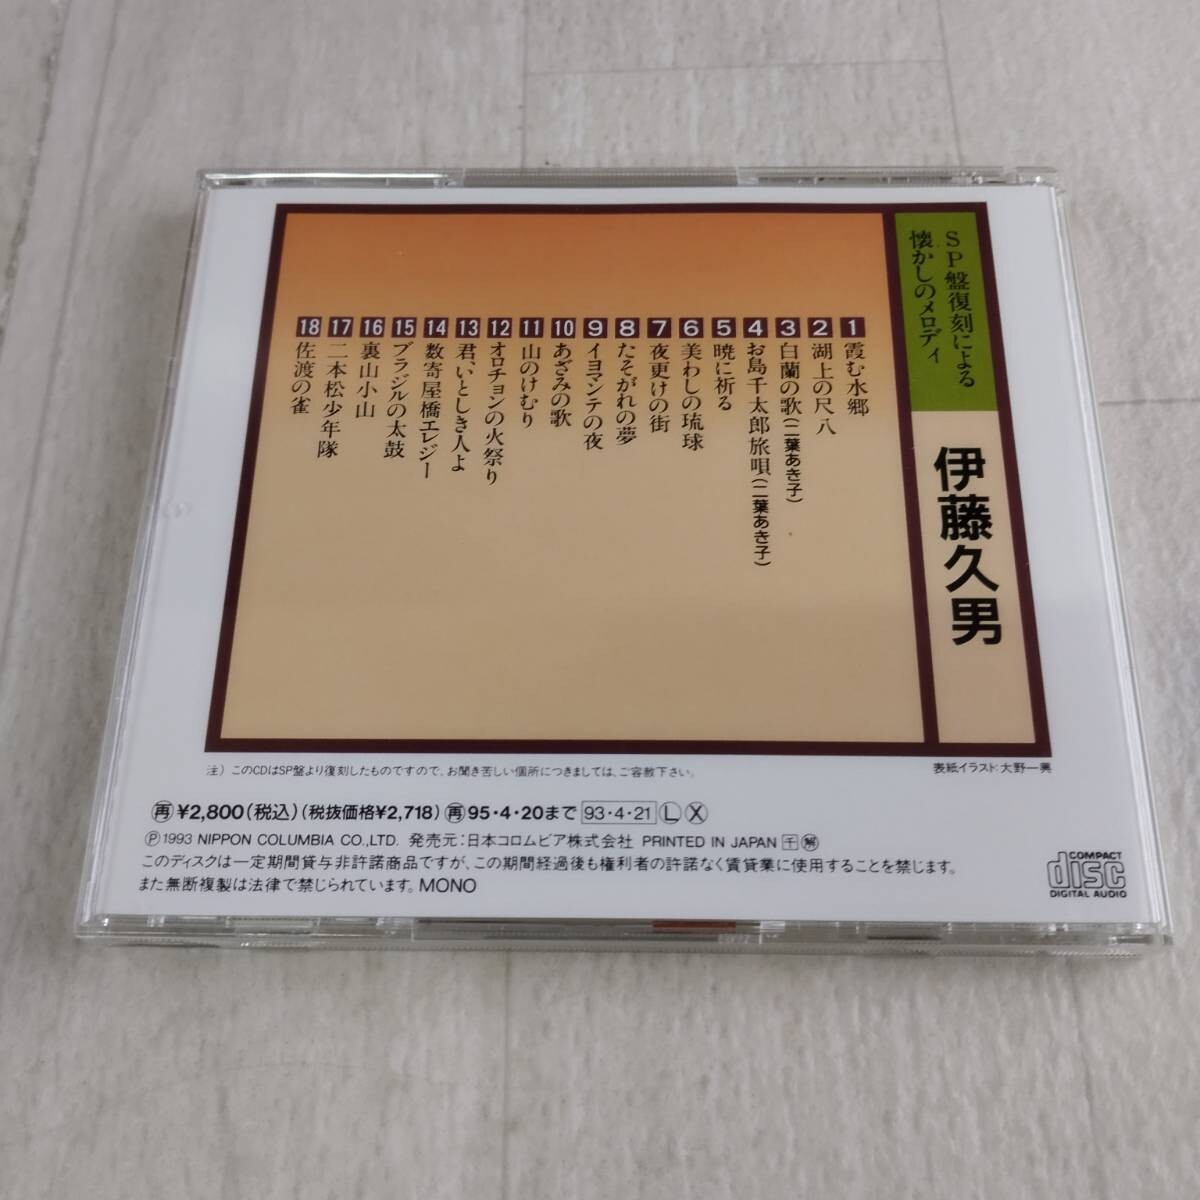 SP盤復刻による
懐かしのメロディ
伊藤久男
1 霞む水郷
2 湖上の尺八
3 白蘭の歌(二葉あき子)
4 お島千太郎旅唄(二葉あき子)
5 暁に祈る
6 美わしの琉球
7 夜更けの街
8 たそがれの夢
9 イヨマンテの夜
10 あざみの歌
11 山のけむり
12 オロチョンの火祭り
13 君、いとしき人よ
14 数寄屋橋エレジー
15 ブラジルの太鼓
16 裏山小山
17 二本松少年隊
18 佐渡の雀
注) このCDはSP盤より復刻したものですので、お聞き苦しい個所につきましては、ご容赦下さい。
表紙イラスト:大野一興
㊢¥2,800(税込)(税抜価格¥2,718) 再95・4・20まで 93・4・21 Ⓛ Ⓧ
Ⓟ1993 NIPPON COLUMBIA CO.,LTD. 発売元:日本コロムビア株式会社 PRINTED IN JAPAN 干 解
このディスクは一定期間貸与非許諾商品ですが、この期間経過後も権利者の許諾なく賃貸業に使用することを禁じます。
また無断複製は法律で禁じられています。MONO
COMPACT
disc
DIGITAL AUDIO